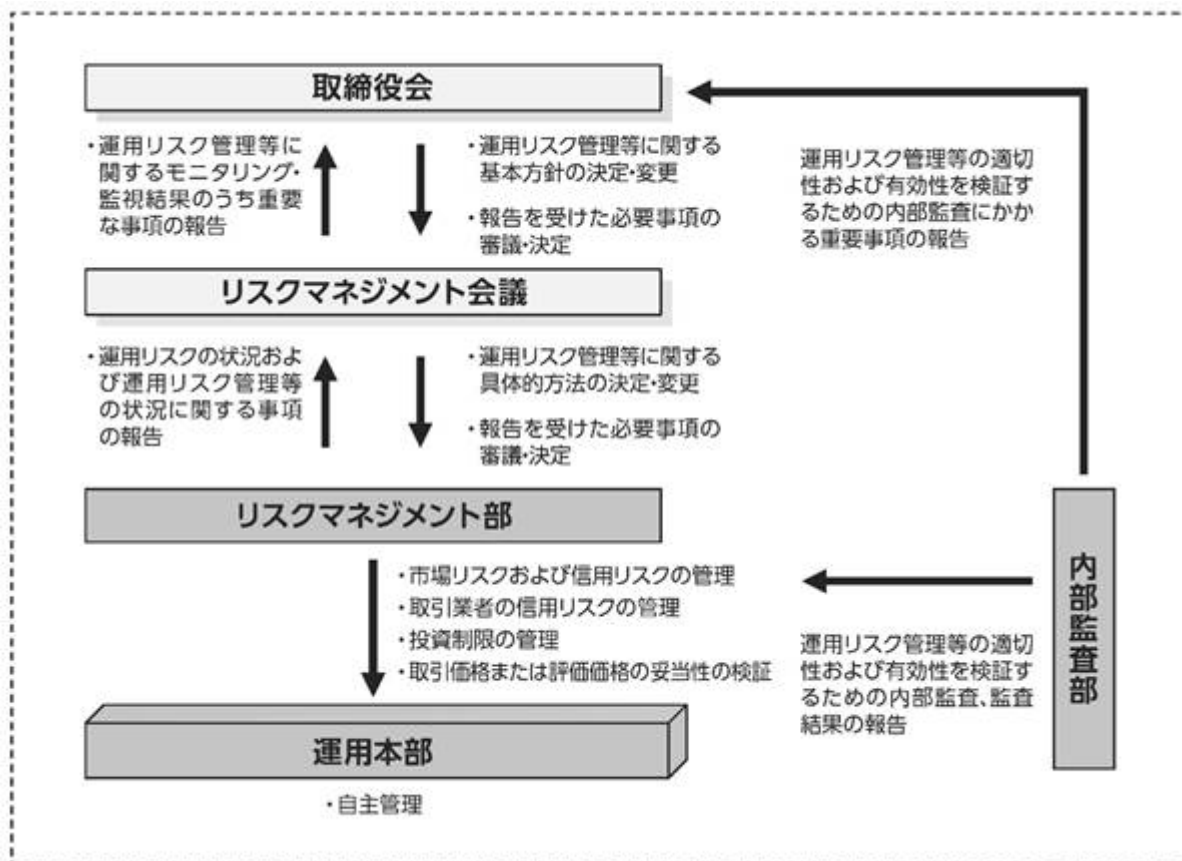 取締役会
・運用リスク管理等に
関するモニタリング・
監視結果のうち重要
な事項の報告
・運用リスク管理等に関する
基本方針の決定・変更
・報告を受けた必要事項の
審議・決定
運用リスク管理等の適切
性および有効性を検証す
るための内部監査にかか
る重要事項の報告
リスクマネジメント会議
・運用リスクの状況およ
び運用リスク管理等
の状況に関する事項
の報告
・運用リスク管理等に関する
具体的方法の決定・変更
・報告を受けた必要事項の
審議・決定
リスクマネジメント部
・市場リスクおよび信用リスクの管理
・取引業者の信用リスクの管理
・投資制限の管理
・取引価格または評価価格の妥当性の検証
内部監査部
運用リスク管理等の適切
性および有効性を検証す
るための内部監査、監査
結果の報告
運用本部
・自主管理